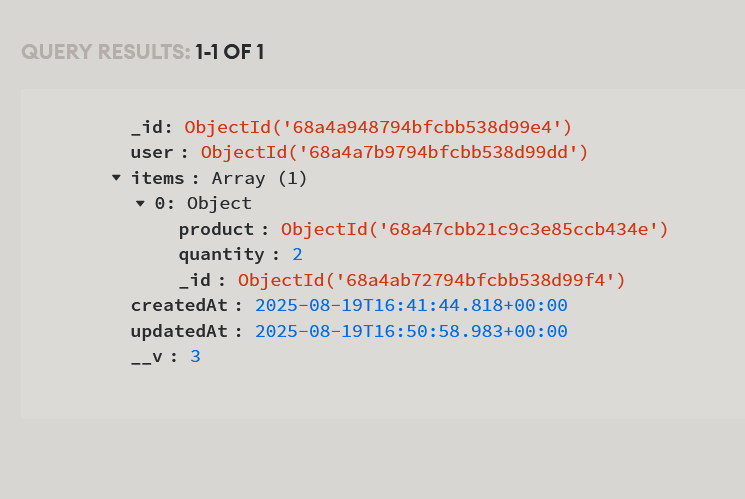 QUERY RESULTS: 1-1 OF 1
_id: ObjectId('68a4a948794bfcbb538d99e4')
user : ObjectId('68a4a7b9794bfcbb538d99dd')
items : Array (1)
0: Object
product : ObjectId('68a47cbb21c9c3e85ccb434e')
quantity : 2
_id : ObjectId('68a4ab72794bfcbb538d99f4')
createdAt : 2025-08-19T16:41:44.818+00:00
updatedAt : 2025-08-19T16:50:58.983+00:00
__v : 3